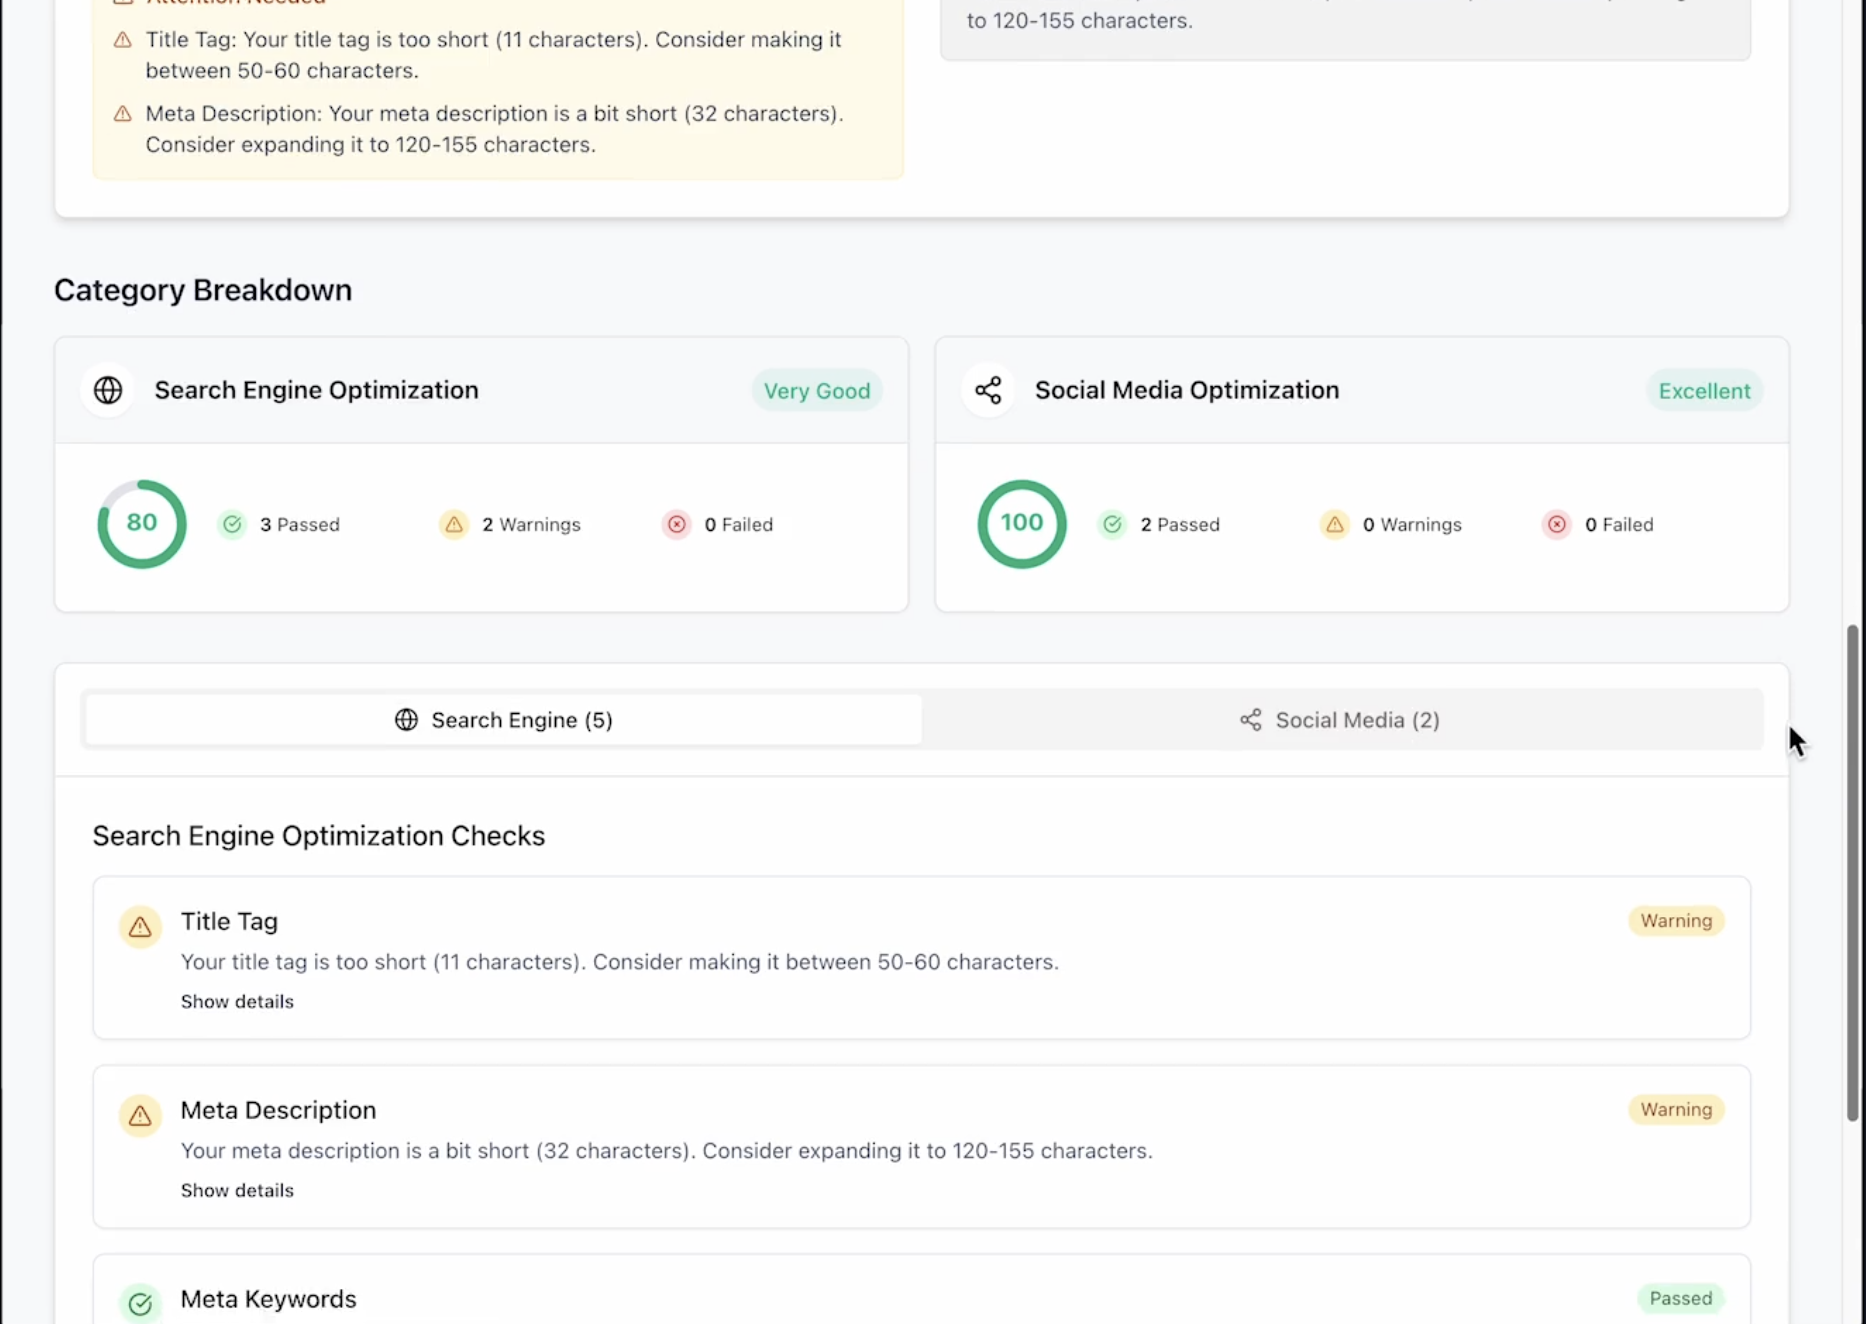 Attention Needed
Title Tag: Your title tag is too short (11 characters). Consider making it
between 50-60 characters.
Meta Description: Your meta description is a bit short (32 characters).
Consider expanding it to 120-155 characters.
to 120-155 characters.
Category Breakdown
Search Engine Optimization
Very Good
80
3 Passed
2 Warnings
0 Failed
Social Media Optimization
Excellent
100
2 Passed
0 Warnings
0 Failed
Search Engine (5)
Social Media (2)
Search Engine Optimization Checks
Title Tag
Warning
Your title tag is too short (11 characters). Consider making it between 50-60 characters.
Show details
Meta Description
Warning
Your meta description is a bit short (32 characters). Consider expanding it to 120-155 characters.
Show details
Meta Keywords
Passed